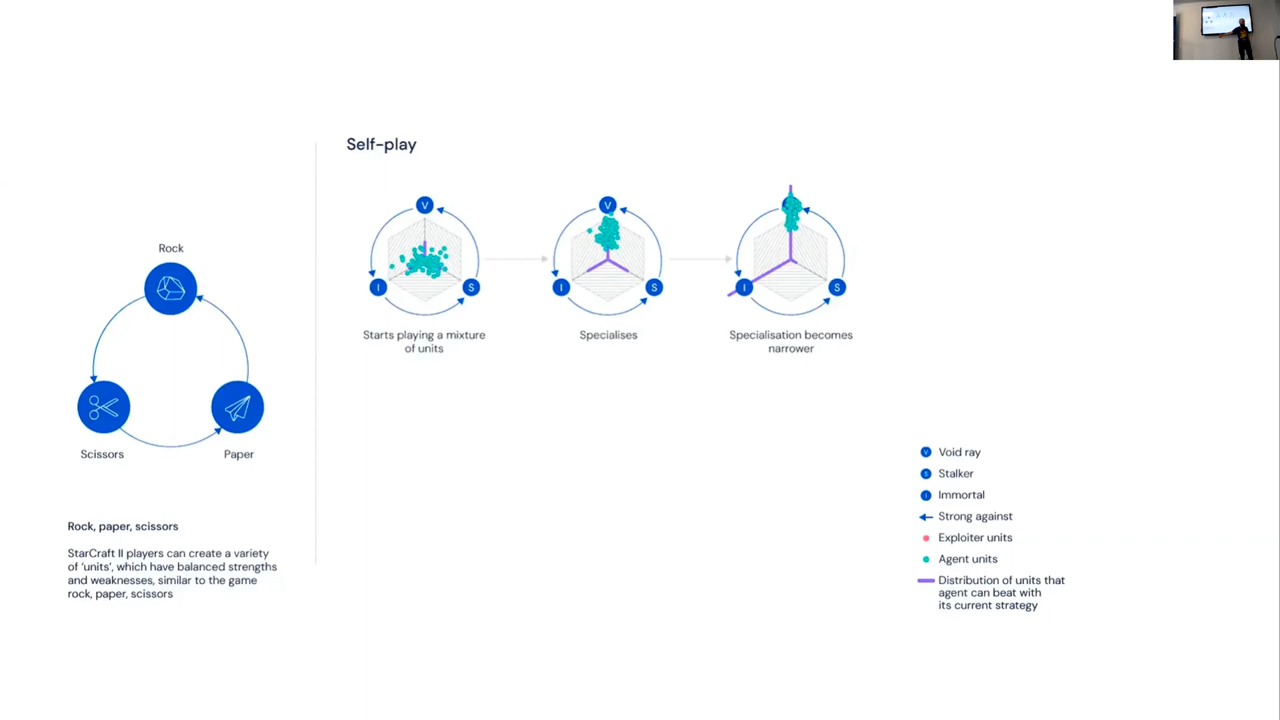 Self-play
Rock
Scissors
Paper
Rock, paper, scissors
StarCraft II players can create a variety
of 'units', which have balanced strengths
and weaknesses, similar to the game
rock, paper, scissors
V
I
S
Starts playing a mixture
of units
V
I
S
Specialises
I
S
Specialisation becomes
narrower
V Void ray
S Stalker
I Immortal
Strong against
Exploiter units
Agent units
Distribution of units that
agent can beat with
its current strategy